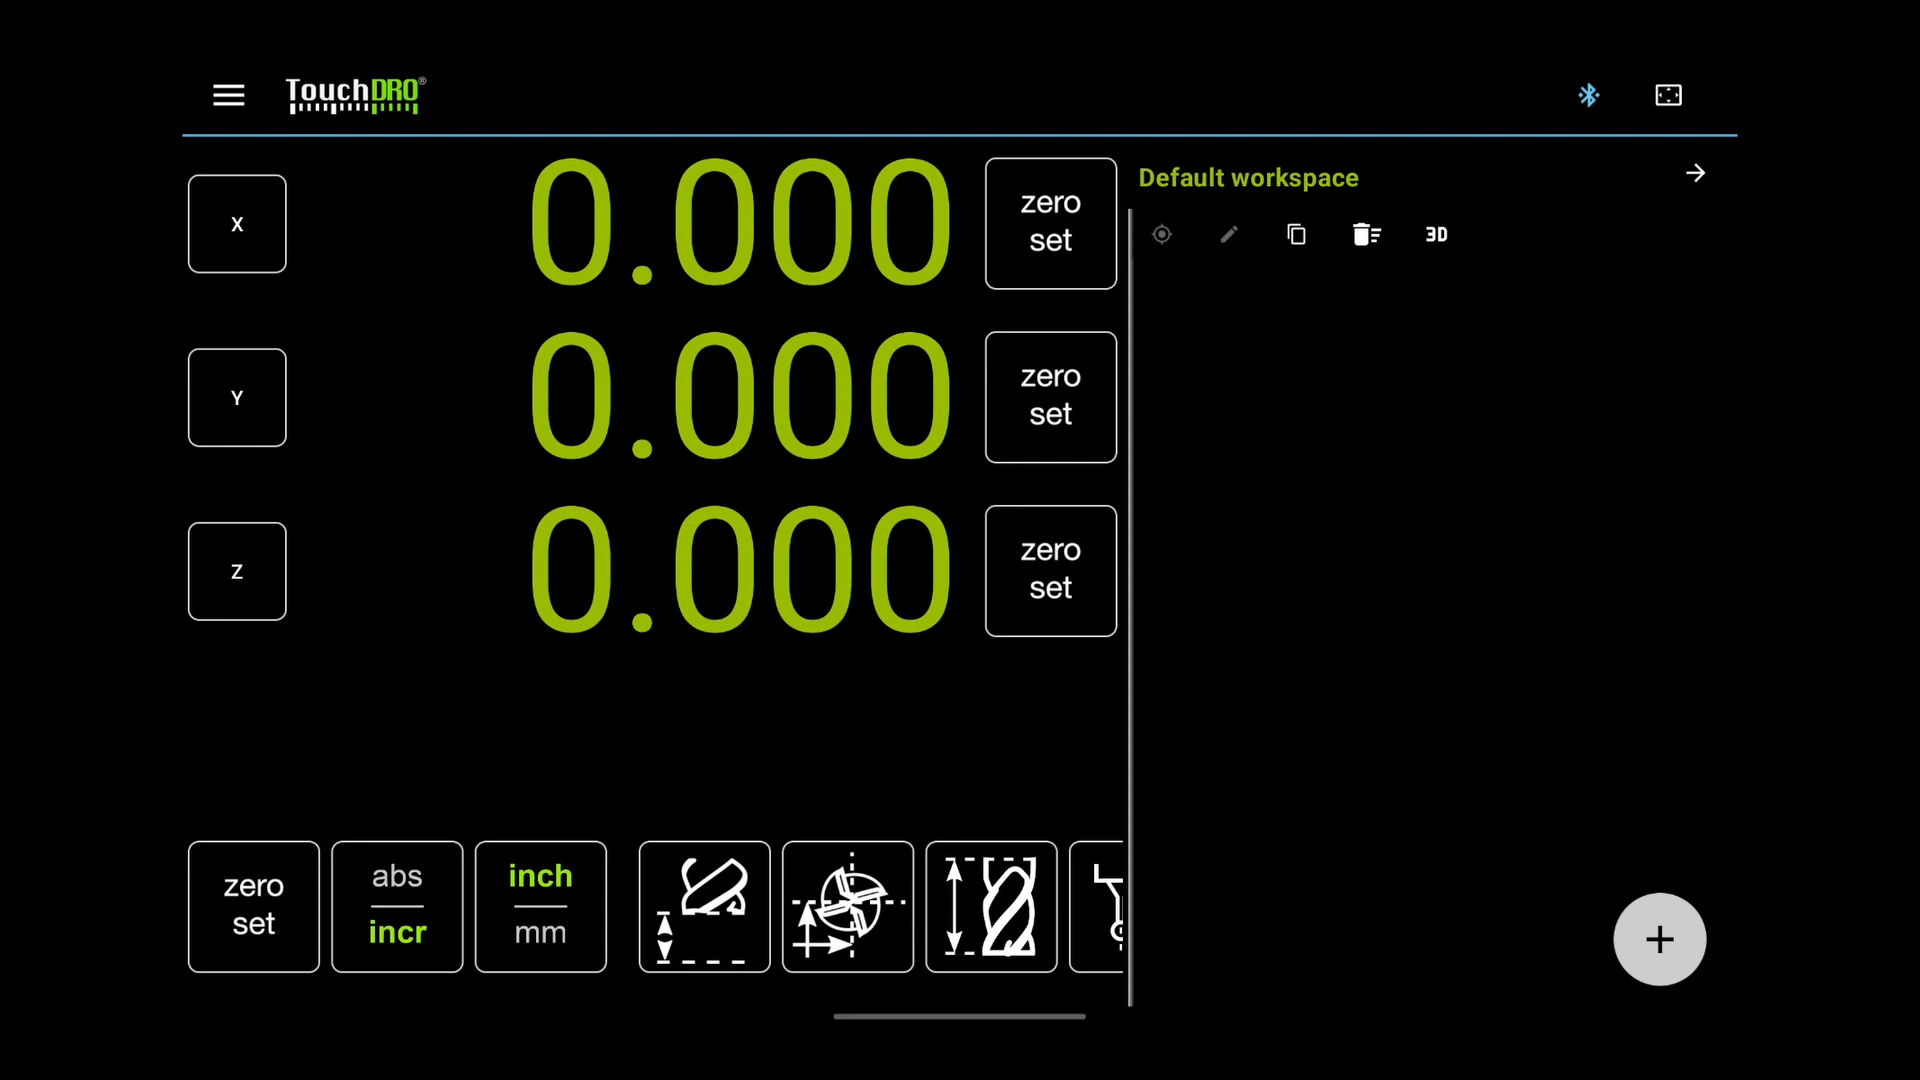 TouchDRO®
X
0.000
zero
set
Default workspace
3D
Y
0.000
zero
set
Z
0.000
zero
set
zero
set
abs
incr
inch
mm
+